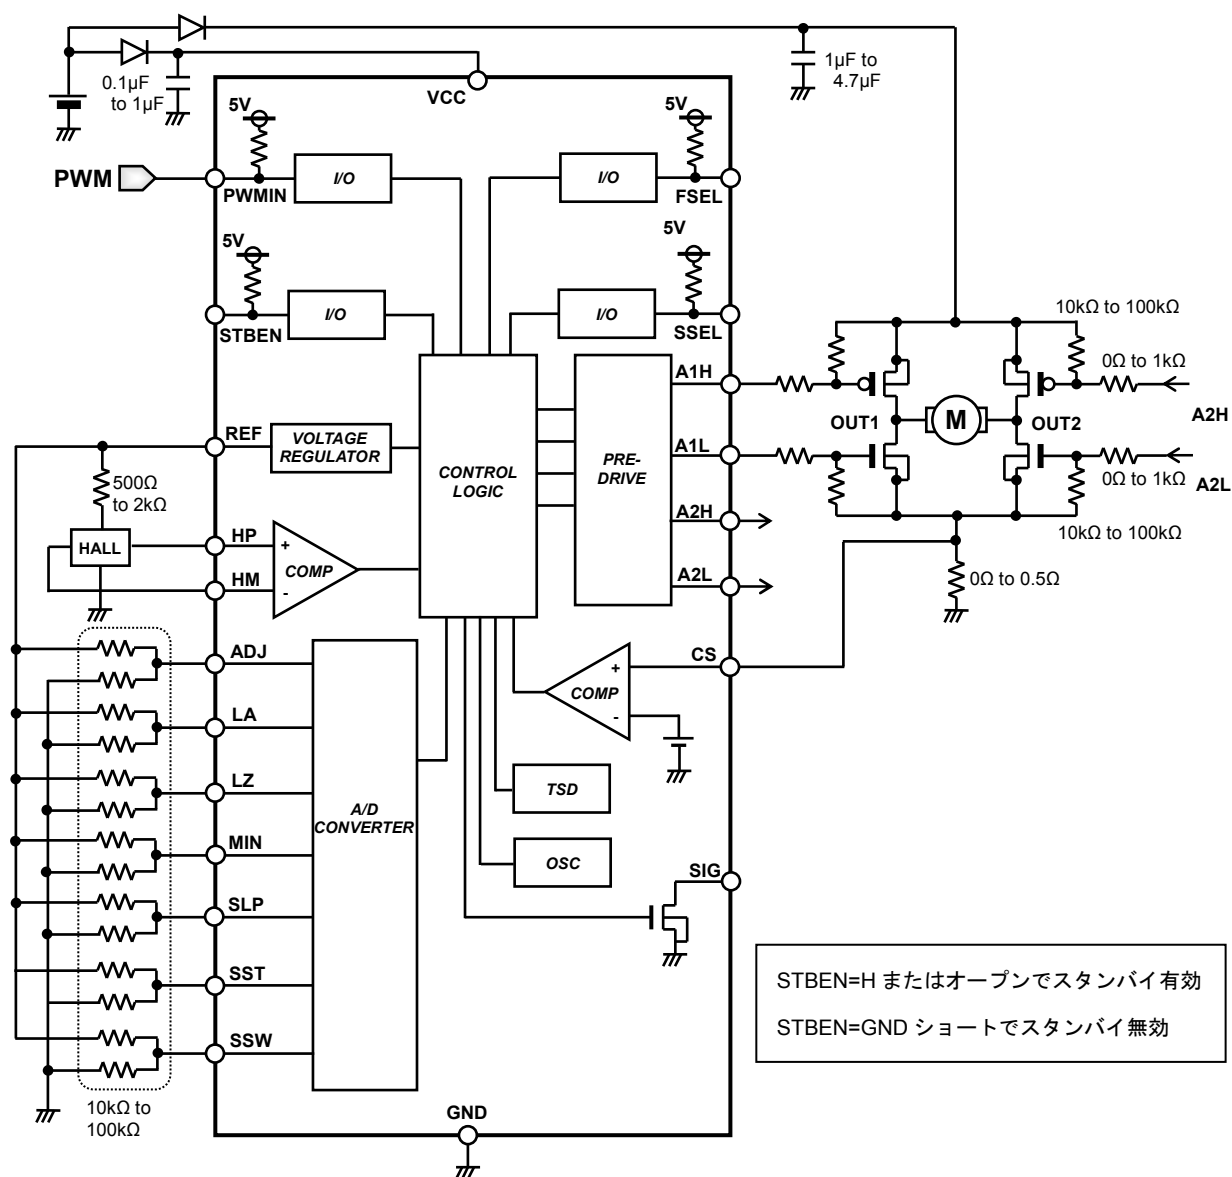 0.1µF
to 1µF
VCC
1µF to
4.7µF
5V
5V
PWM
PWMIN
I/O
I/O
FSEL
5V
5V
STBEN
I/O
I/O
SSEL
10kΩ to 100kΩ
A1H
0Ω to 1kΩ
A2H
OUT1
M
OUT2
REF
VOLTAGE
REGULATOR
CONTROL
LOGIC
PRE-
DRIVE
A1L
0Ω to 1kΩ
A2L
500Ω
to 2kΩ
A2H
10kΩ to 100kΩ
HALL
HP
+
COMP
HM
-
A2L
0Ω to 0.5Ω
ADJ
CS
+
COMP
-
LA
LZ
A/D
CONVERTER
TSD
MIN
OSC
SIG
SLP
SST
SSW
STBEN=H またはオープンでスタンバイ有効
STBEN=GND ショートでスタンバイ無効
10kΩ to
100kΩ
GND